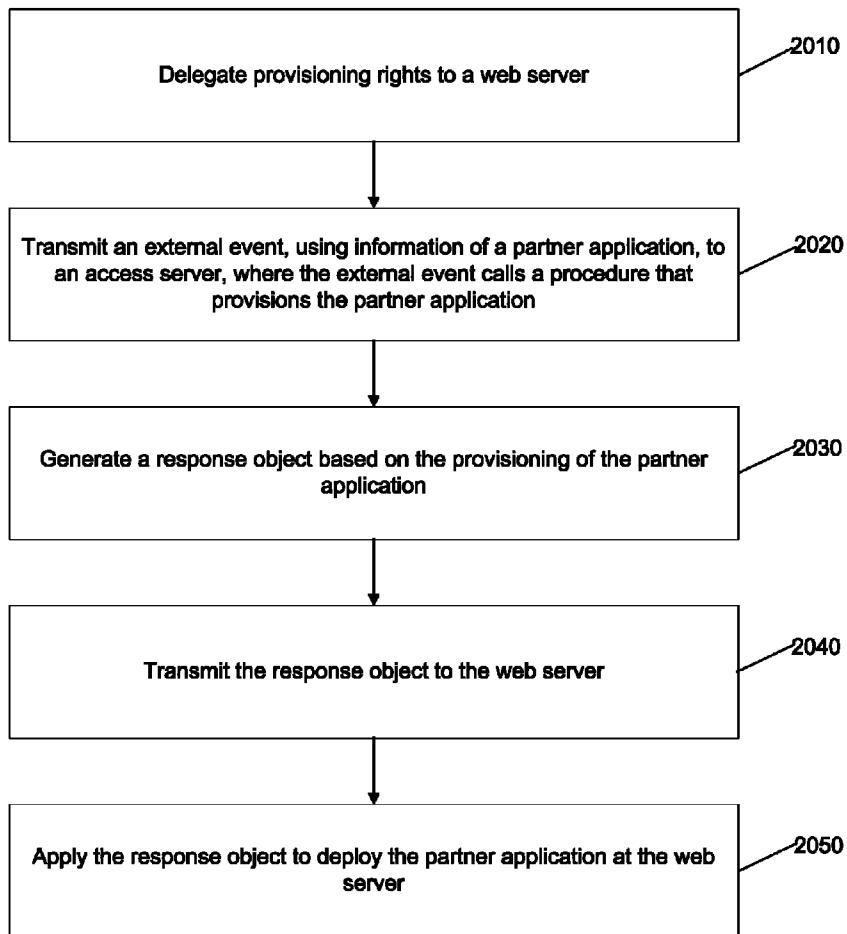 2010
Delegate provisioning rights to a web server
Transmit an external event, using information of a partner application, to
2020
an access server, where the external event calls a procedure that
provisions the partner application
2030
Generate a response object based on the provisioning of the partner
application
2040
Transmit the response object to the web server
2050
Apply the response object to deploy the partner application at the web
server